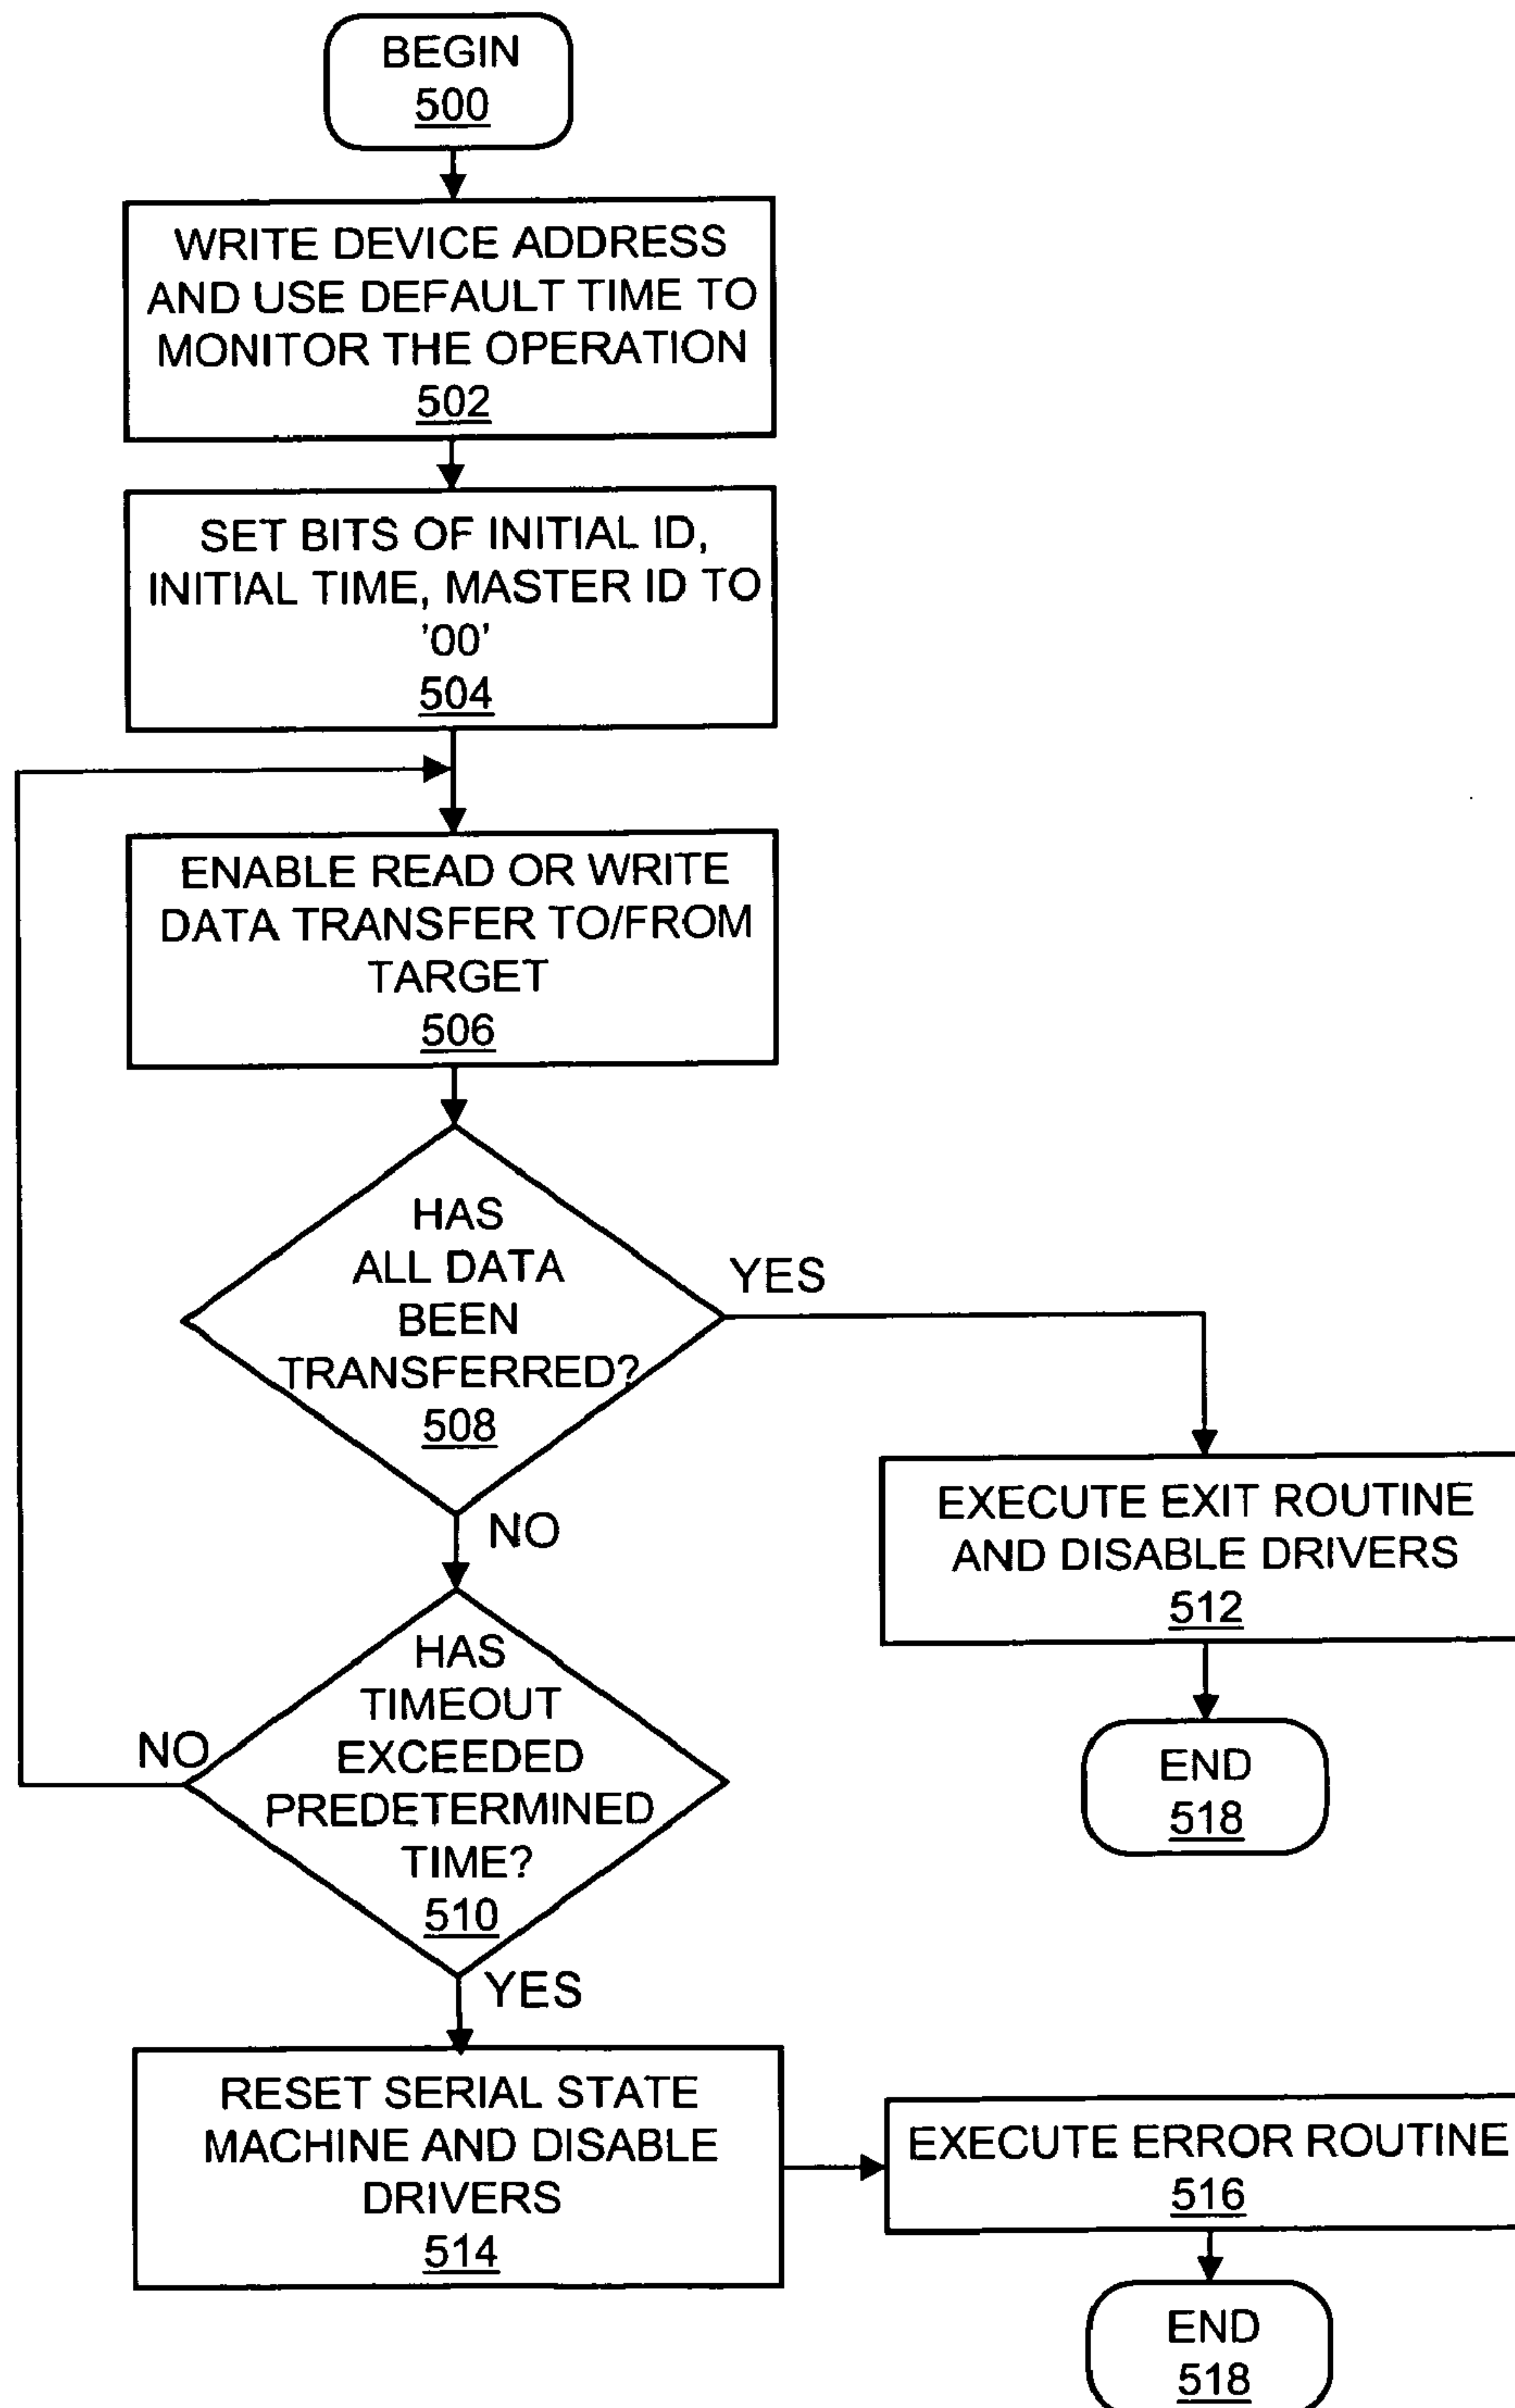 BEGIN
500
WRITE DEVICE ADDRESS
AND USE DEFAULT TIME TO
MONITOR THE OPERATION
502
SET BITS OF INITIAL ID,
INITIAL TIME, MASTER ID TO
'00'
504
ENABLE READ OR WRITE
DATA TRANSFER TO/FROM
TARGET
506
HAS
ALL DATA
BEEN
TRANSFERRED?
508
YES
NO
EXECUTE EXIT ROUTINE
AND DISABLE DRIVERS
512
END
518
HAS
TIMEOUT
EXCEEDED
PREDETERMINED
TIME?
510
NO
YES
RESET SERIAL STATE
MACHINE AND DISABLE
DRIVERS
514
EXECUTE ERROR ROUTINE
516
END
518